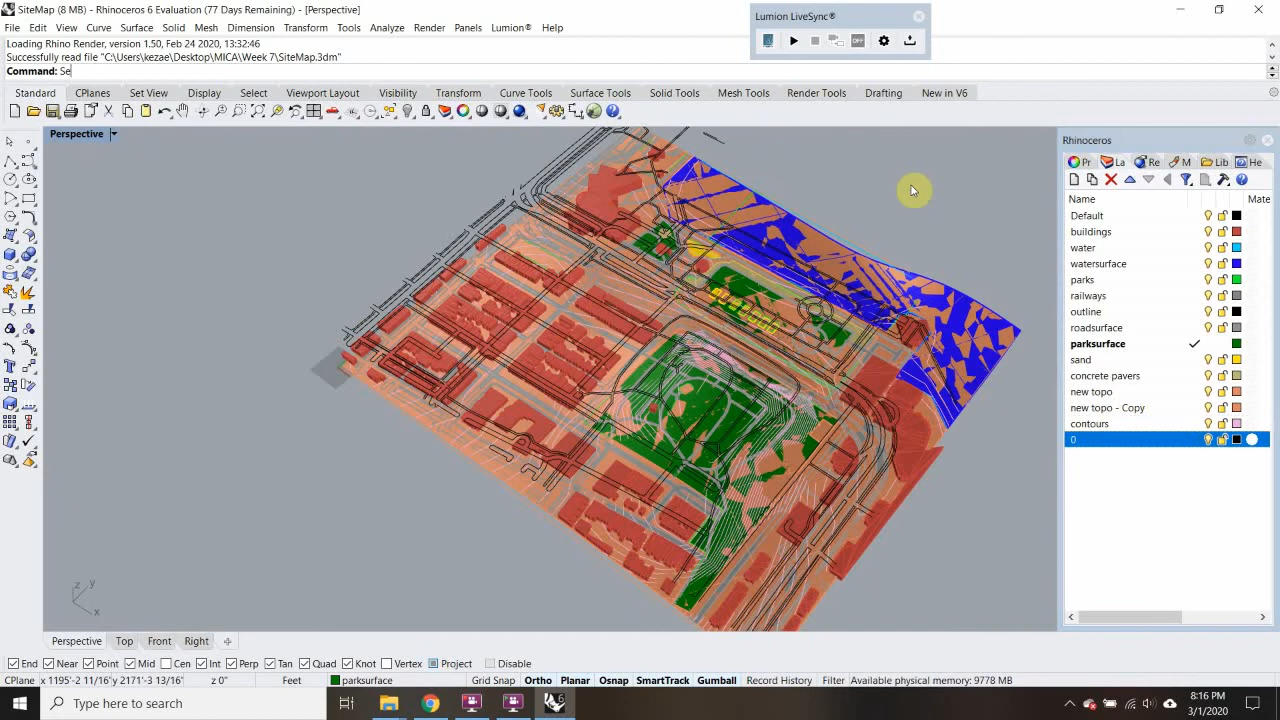 SiteMap (8 MB) - Rhinoceros 6 Evaluation (77 Days Remaining) - [Perspective]
Lumion LiveSync®
File Edit View Curve Surface Solid Mesh Dimension Transform Tools Analyze Render Panels Lumion® Help
OFF
Loading Rhino Render, version 1.50, Feb 24 2020, 13:32:46
Successfully read file "C:\Users\kezae\Desktop\MICA\Week 7\SiteMap.3dm"
Command: Se
Standard CPlanes Set View Display Select Viewport Layout Visibility Transform Curve Tools Surface Tools Solid Tools Mesh Tools Render Tools Drafting New in V6
Perspective
Rhinoceros
Pr La Re M Lib He
Name Mate
Default
buildings
water
watersurface
parks
railways
outline
roadsurface
parksurface
sand
concrete pavers
new topo
new topo - Copy
contours
0
z y
x
Perspective Top Front Right
End Near Point Mid Cen Int Perp Tan Quad Knot Vertex Project Disable
CPlane x 1195'-2 11/16" y 2171'-3 13/16" z 0" Feet parksurface Grid Snap Ortho Planar Osnap SmartTrack Gumball Record History Filter Available physical memory: 9778 MB
Type here to search
8:16 PM
3/1/2020